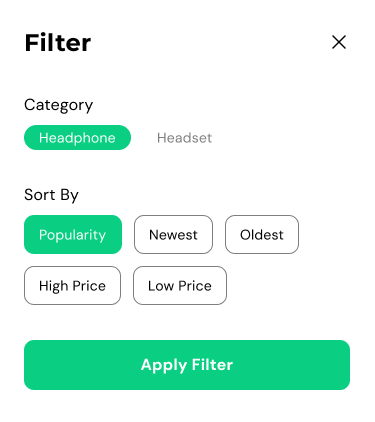 Filter
Category
Headphone Headset
Sort By
Popularity Newest Oldest
High Price Low Price
Apply Filter